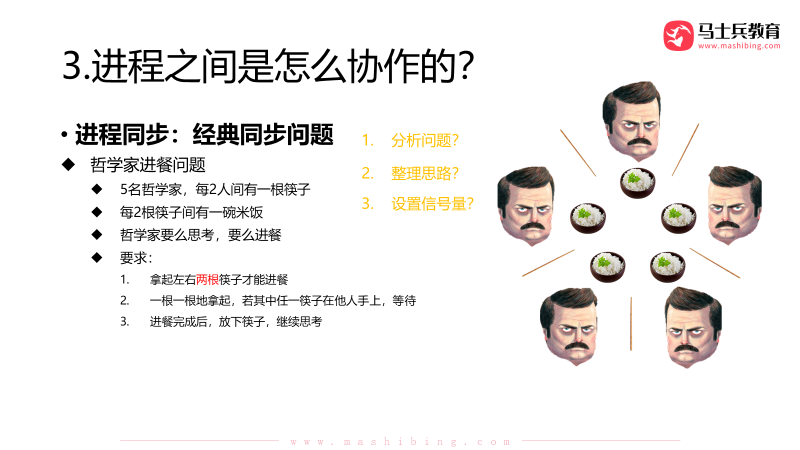 马士兵教育
www.mashibing.com
3.进程之间是怎么协作的？
• 进程同步：经典同步问题
◆ 哲学家进餐问题
◆ 5名哲学家，每2人间有一根筷子
◆ 每2根筷子间有一碗米饭
◆ 哲学家要么思考，要么进餐
◆ 要求：
1. 拿起左右两根筷子才能进餐
2. 一根一根地拿起，若其中任一筷子在他人手上，等待
3. 进餐完成后，放下筷子，继续思考
1. 分析问题？
2. 整理思路？
3. 设置信号量？
www.mashibing.com